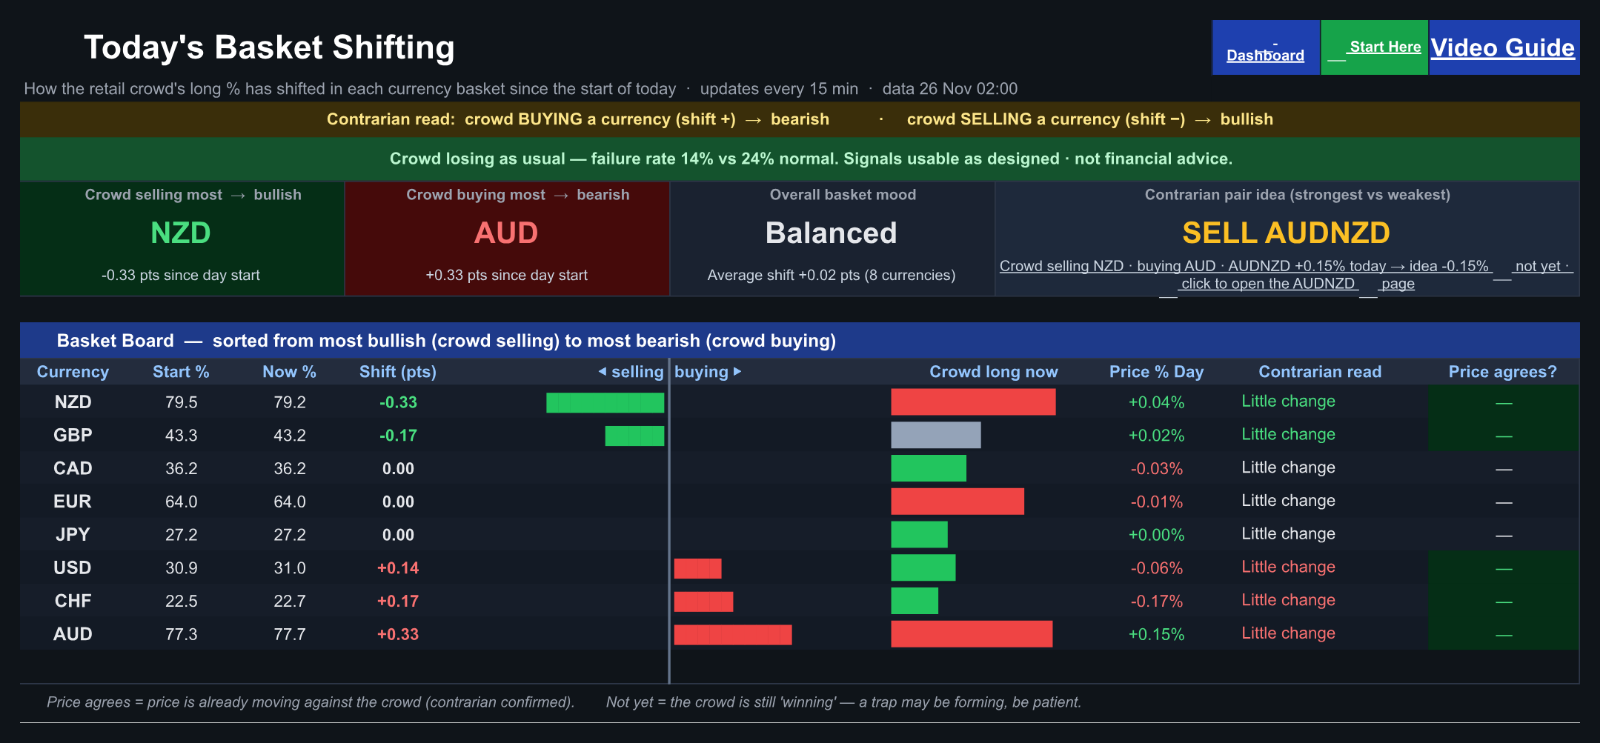 Today's Basket Shifting
Dashboard
Start Here
Video Guide
How the retail crowd's long % has shifted in each currency basket since the start of today · updates every 15 min · data 26 Nov 02:00
Contrarian read: crowd BUYING a currency (shift +) → bearish · crowd SELLING a currency (shift −) → bullish
Crowd losing as usual — failure rate 14% vs 24% normal. Signals usable as designed · not financial advice.
Crowd selling most → bullish
NZD
-0.33 pts since day start
Crowd buying most → bearish
AUD
+0.33 pts since day start
Overall basket mood
Balanced
Average shift +0.02 pts (8 currencies)
Contrarian pair idea (strongest vs weakest)
SELL AUDNZD
Crowd selling NZD · buying AUD · AUDNZD +0.15% today → idea -0.15% not yet ·
click to open the AUDNZD page
Basket Board — sorted from most bullish (crowd selling) to most bearish (crowd buying)
Currency Start % Now % Shift (pts) ◄ selling buying ► Crowd long now Price % Day Contrarian read Price agrees?
NZD 79.5 79.2 -0.33 +0.04% Little change —
GBP 43.3 43.2 -0.17 +0.02% Little change —
CAD 36.2 36.2 0.00 -0.03% Little change —
EUR 64.0 64.0 0.00 -0.01% Little change —
JPY 27.2 27.2 0.00 +0.00% Little change —
USD 30.9 31.0 +0.14 -0.06% Little change —
CHF 22.5 22.7 +0.17 -0.17% Little change —
AUD 77.3 77.7 +0.33 +0.15% Little change —
Price agrees = price is already moving against the crowd (contrarian confirmed). Not yet = the crowd is still 'winning' — a trap may be forming, be patient.